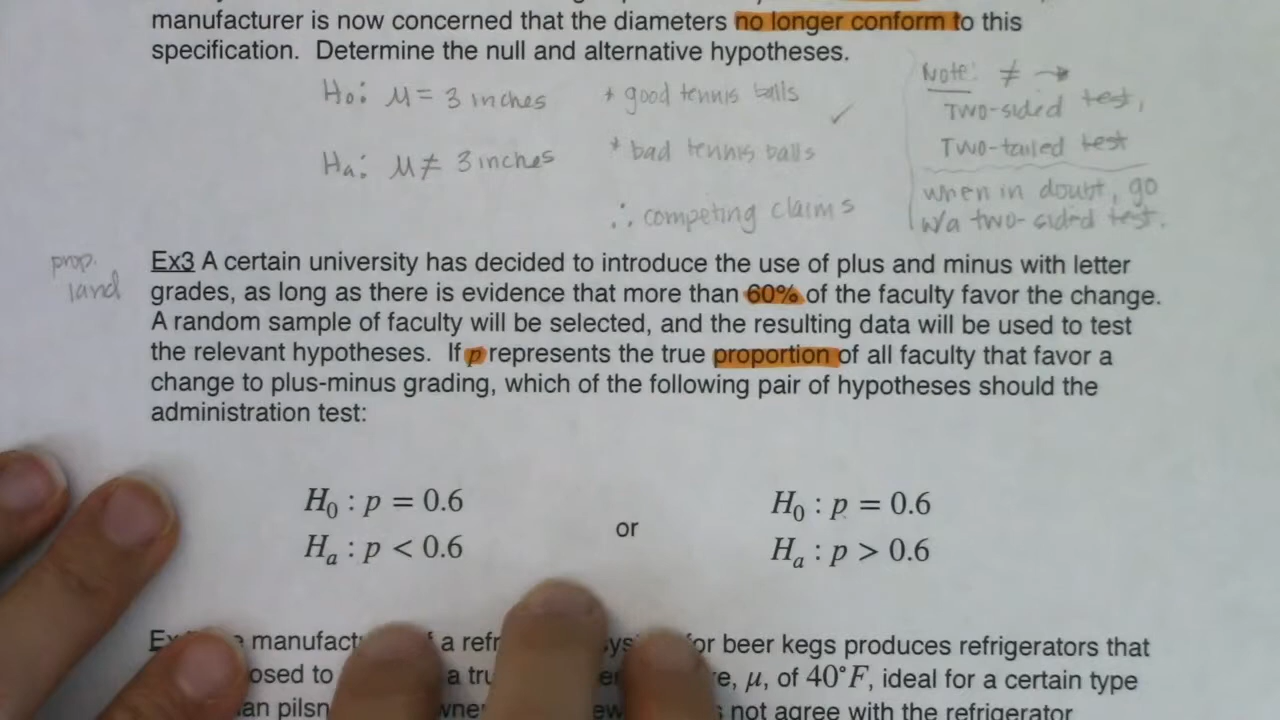 manufacturer is now concerned that the diameters no longer conform to this
specification. Determine the null and alternative hypotheses.
Ho: μ = 3 inches
* good tennis balls ✓
Ha: μ ≠ 3 inches
* bad tennis balls
∴ competing claims
Note: ≠ →
Two-sided test,
Two-tailed test
when in doubt, go
w/a two-sided test.
prop.
land
Ex3 A certain university has decided to introduce the use of plus and minus with letter
grades, as long as there is evidence that more than 60% of the faculty favor the change.
A random sample of faculty will be selected, and the resulting data will be used to test
the relevant hypotheses. If p represents the true proportion of all faculty that favor a
change to plus-minus grading, which of the following pair of hypotheses should the
administration test:
H₀ : p = 0.6
Hₐ : p < 0.6
or
H₀ : p = 0.6
Hₐ : p > 0.6
a refr for beer kegs produces refrigerators that
a μ, of 40°F, ideal for a certain type
not agree with the refrigerator